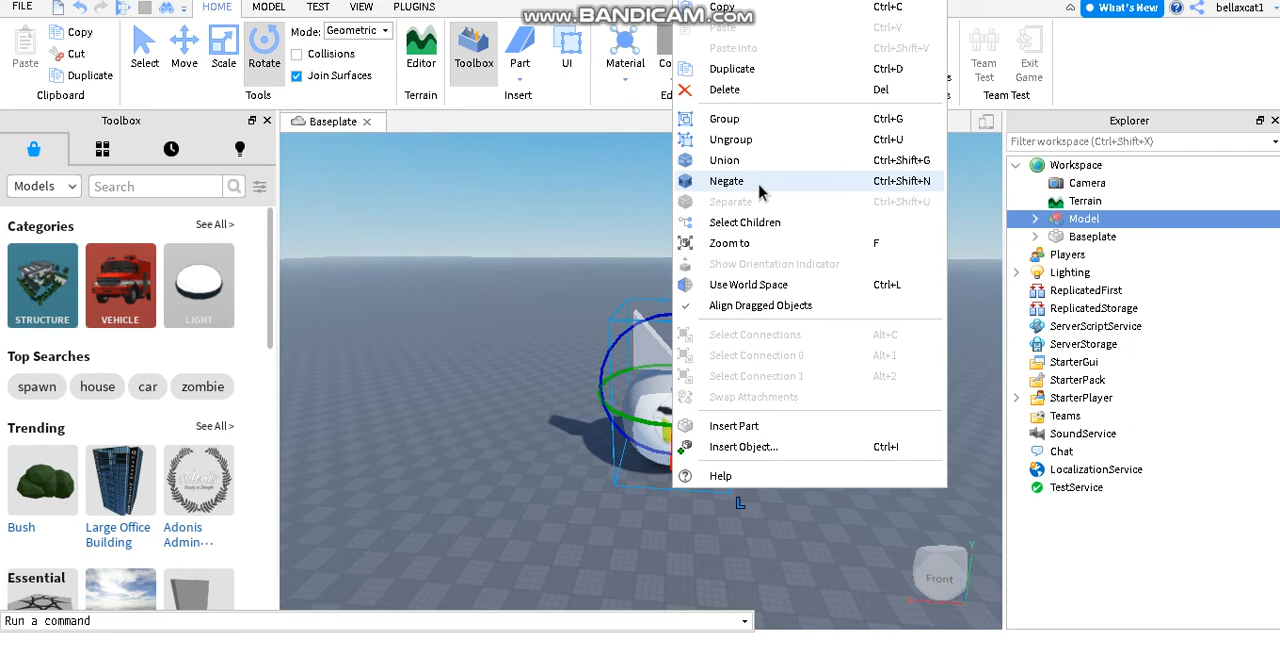 www.BANDICAM.com
FILE
HOME
MODEL
TEST
VIEW
PLUGINS
What's New
bellaxcat1
Paste
Copy
Cut
Duplicate
Clipboard
Select
Move
Scale
Rotate
Mode: Geometric
Collisions
Join Surfaces
Tools
Editor
Terrain
Toolbox
Part
UI
Insert
Material
Co
Ed
Team
Test
Exit
Game
Team Test
Toolbox
Baseplate
Models
Search
Categories
See All >
STRUCTURE
VEHICLE
LIGHT
Top Searches
spawn
house
car
zombie
Trending
See All >
Bush
Large Office
Building
Adonis
Admin···
Essential
Run a command
Copy Ctrl+C
Paste Ctrl+V
Paste Into Ctrl+Shift+V
Duplicate Ctrl+D
Delete Del
Group Ctrl+G
Ungroup Ctrl+U
Union Ctrl+Shift+G
Negate Ctrl+Shift+N
Separate Ctrl+Shift+U
Select Children
Zoom to F
Show Orientation Indicator
Use World Space Ctrl+L
Align Dragged Objects
Select Connections Alt+C
Select Connection 0 Alt+1
Select Connection 1 Alt+2
Swap Attachments
Insert Part
Insert Object... Ctrl+I
Help
L
Front
Y
Explorer
Filter workspace (Ctrl+Shift+X)
Workspace
Camera
Terrain
Model
Baseplate
Players
Lighting
ReplicatedFirst
ReplicatedStorage
ServerScriptService
ServerStorage
StarterGui
StarterPack
StarterPlayer
Teams
SoundService
Chat
LocalizationService
TestService